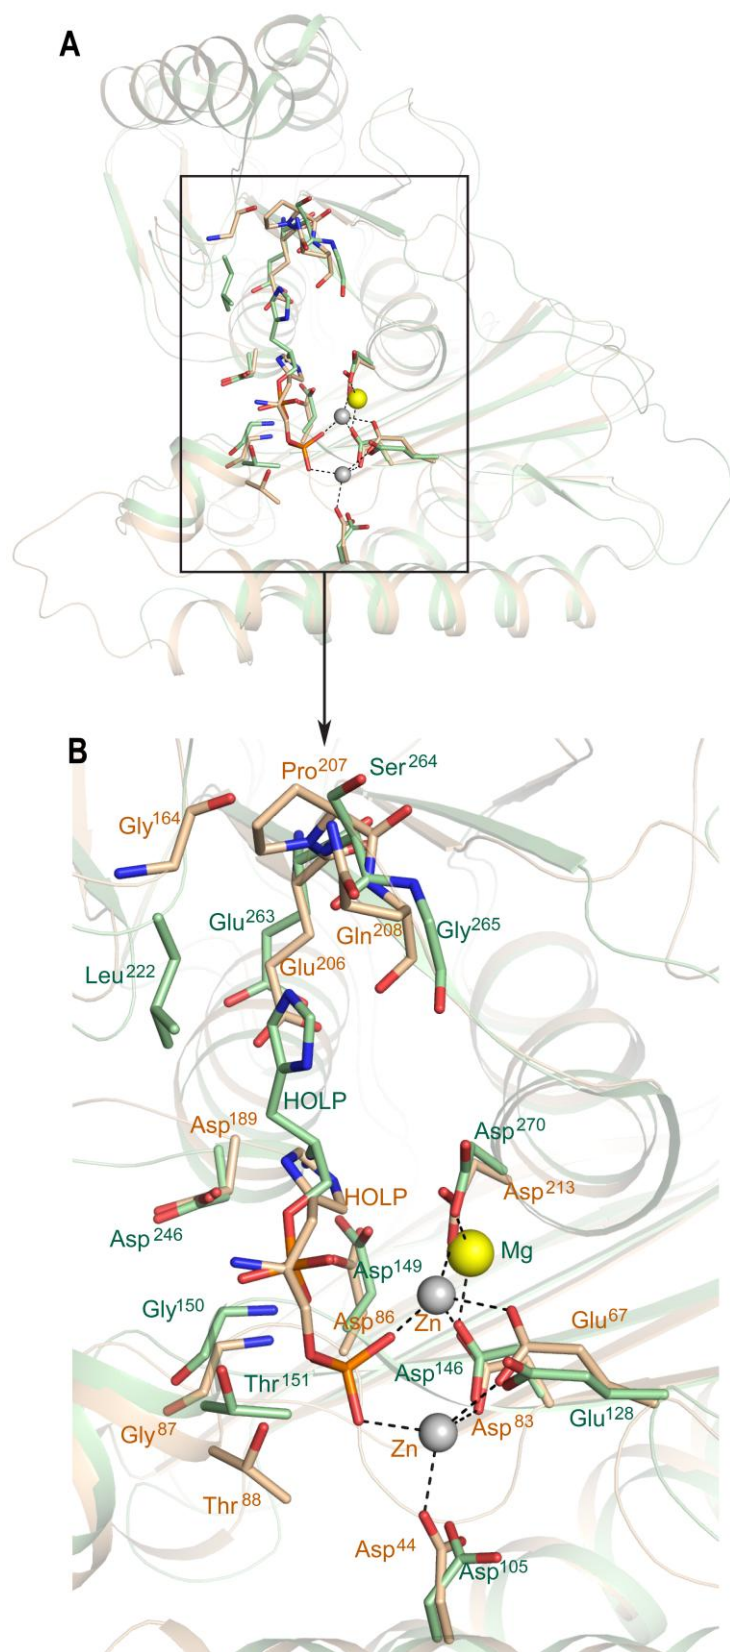 A
B
Pro207
Ser264
Gly164
Glu263
Gln208
Gly265
Glu206
Leu222
HOLP
Asp189
Asp270
HOLP
Asp213
Asp246
Mg
Asp149
Gly150
Asp86
Zn
Glu67
Asp146
Thr151
Asp83
Glu128
Gly87
Zn
Thr88
Asp44
Asp105